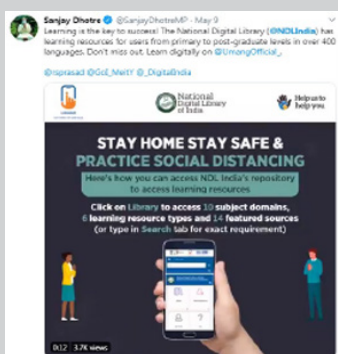 Sanjay Dhotre @SanjayDhotreMP · May 9
Learning is the key to success! The National Digital Library (@NDLIndia) has
learning resources for users from primary to post-graduate levels in over 400
languages. Don't miss out. Learn digitally on @UmangOfficial_.
@rsprasad @GoI_MeitY @_DigitalIndia
National
Digital Library
of India
Help us to
help you
STAY HOME STAY SAFE &
PRACTICE SOCIAL DISTANCING
Here's how you can access NDL India's repository
to access learning resources
Click on Library to access 10 subject domains,
6 learning resource types and 14 featured sources
(or type in Search tab for exact requirement)
0:12 3.7K views